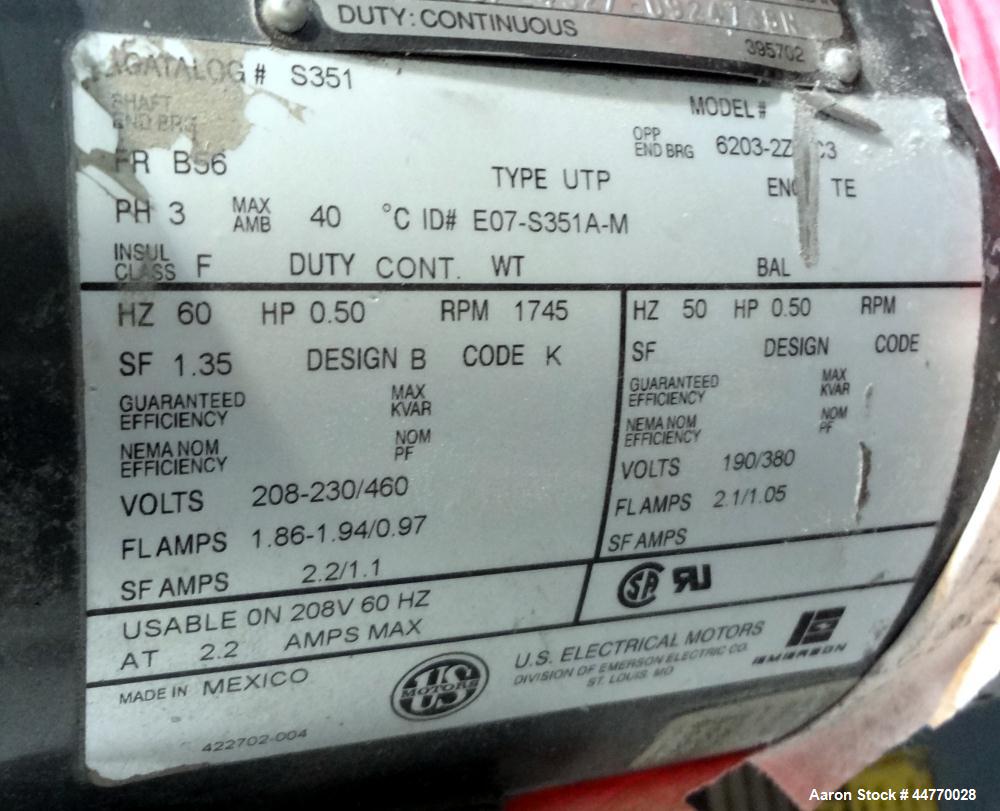 DUTY: CONTINUOUS
395702
CATALOG # S351
MODEL#
SHAFT END BRG
OPP END BRG 6203-2Z C3
FR B56
TYPE UTP
ENC TE
PH 3 MAX AMB 40 °C ID# E07-S351A-M
INSUL CLASS F DUTY CONT. WT BAL
HZ 60 HP 0.50 RPM 1745
SF 1.35 DESIGN B CODE K
GUARANTEED EFFICIENCY MAX KVAR
NEMA NOM EFFICIENCY NOM PF
VOLTS 208-230/460
FL AMPS 1.86-1.94/0.97
SF AMPS 2.2/1.1
HZ 50 HP 0.50 RPM
SF DESIGN CODE
GUARANTEED EFFICIENCY MAX KVAR
NEMA NOM EFFICIENCY NOM PF
VOLTS 190/380
FL AMPS 2.1/1.05
SF AMPS
USABLE ON 208V 60 HZ
AT 2.2 AMPS MAX
MADE IN MEXICO
US MOTORS
U.S. ELECTRICAL MOTORS
DIVISION OF EMERSON ELECTRIC CO.
ST. LOUIS, MO
EMERSON
422702-004
Aaron Stock # 44770028